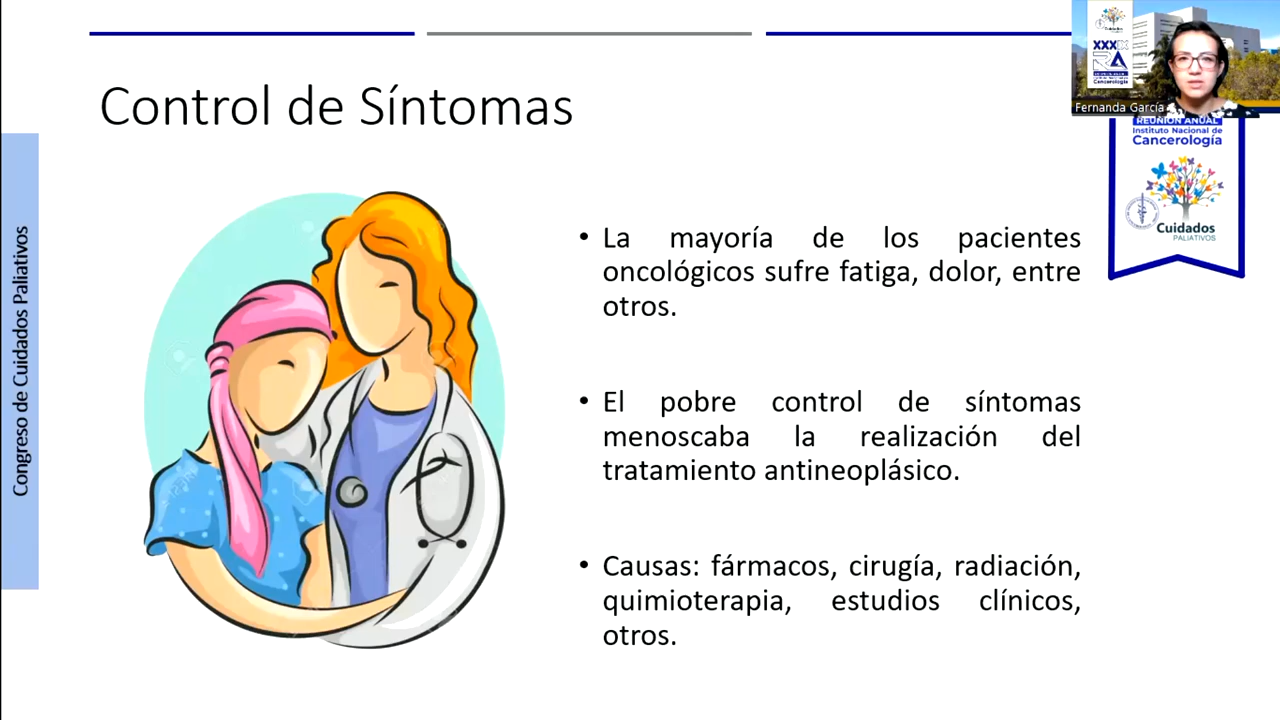 Control de Síntomas
Congreso de Cuidados Paliativos
• La mayoría de los pacientes
oncológicos sufre fatiga, dolor, entre
otros.
• El pobre control de síntomas
menoscaba la realización del
tratamiento antineoplásico.
• Causas: fármacos, cirugía, radiación,
quimioterapia, estudios clínicos,
otros.
Fernanda García
REUNIÓN ANUAL
Instituto Nacional de
Cancerología
Cuidados
PALIATIVOS